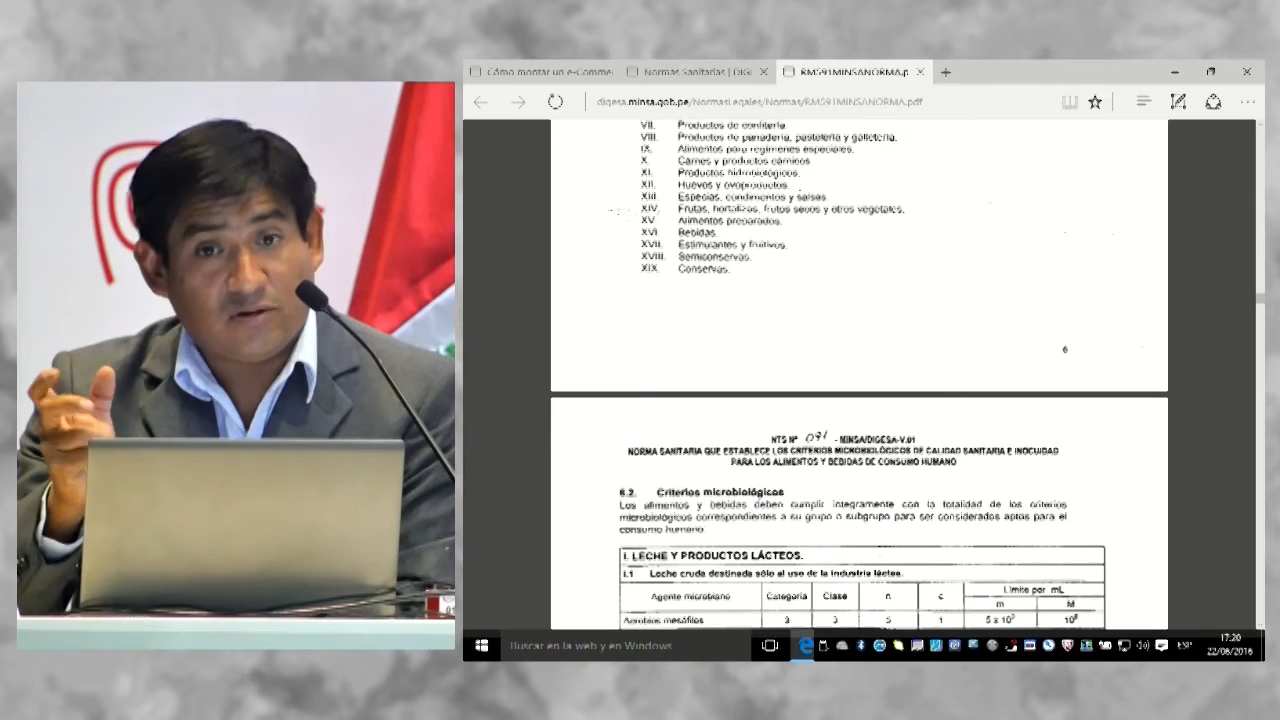 Cómo montar un e-Comme
Normas Sanitarias | DIGE
RM591MINSANORMA.p
digesa.minsa.gob.pe/NormasLegales/Normas/RM591MINSANORMA.pdf
VII. Productos de confitería
VIII. Productos de panadería, pastelería y galletería.
IX. Alimentos para regímenes especiales.
X. Carnes y productos cárnicos
XI. Productos hidrobiológicos.
XII. Huevos y ovoproductos.
XIII. Especias, condimentos y salsas.
XIV. Frutas, hortalizas, frutos secos y otros vegetales.
XV Alimentos preparados.
XVI. Bebidas.
XVII. Estimulantes y fruitivos.
XVIII. Semiconservas.
XIX. Conservas.
6
NTS Nº 091 - MINSA/DIGESA-V.01
NORMA SANITARIA QUE ESTABLECE LOS CRITERIOS MICROBIOLÓGICOS DE CALIDAD SANITARIA E INOCUIDAD
PARA LOS ALIMENTOS Y BEBIDAS DE CONSUMO HUMANO
6.2. Criterios microbiológicos
Los alimentos y bebidas deben cumplir íntegramente con la totalidad de los criterios
microbiológicos correspondientes a su grupo o subgrupo para ser considerados aptos para el
consumo humano
I. LECHE Y PRODUCTOS LÁCTEOS.
I.1 Leche cruda destinada sólo al uso de la industria láctea.
Agente microbiano Categoría Clase n c Límite por mL
m M
Aerobios mesófilos 3 3 5 1
Buscar en la web y en Windows
ESP
17:20
22/06/2016